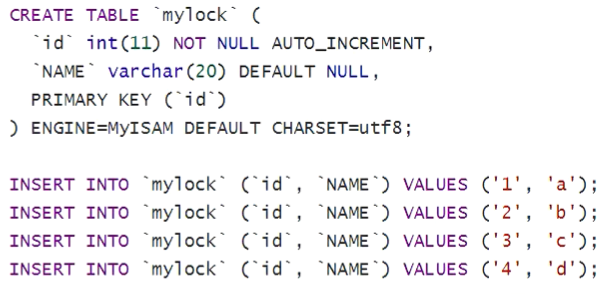 CREATE TABLE `mylock` (
  `id` int(11) NOT NULL AUTO_INCREMENT,
  `NAME` varchar(20) DEFAULT NULL,
  PRIMARY KEY (`id`)
) ENGINE=MyISAM DEFAULT CHARSET=utf8;

INSERT INTO `mylock` (`id`, `NAME`) VALUES ('1', 'a');
INSERT INTO `mylock` (`id`, `NAME`) VALUES ('2', 'b');
INSERT INTO `mylock` (`id`, `NAME`) VALUES ('3', 'c');
INSERT INTO `mylock` (`id`, `NAME`) VALUES ('4', 'd');